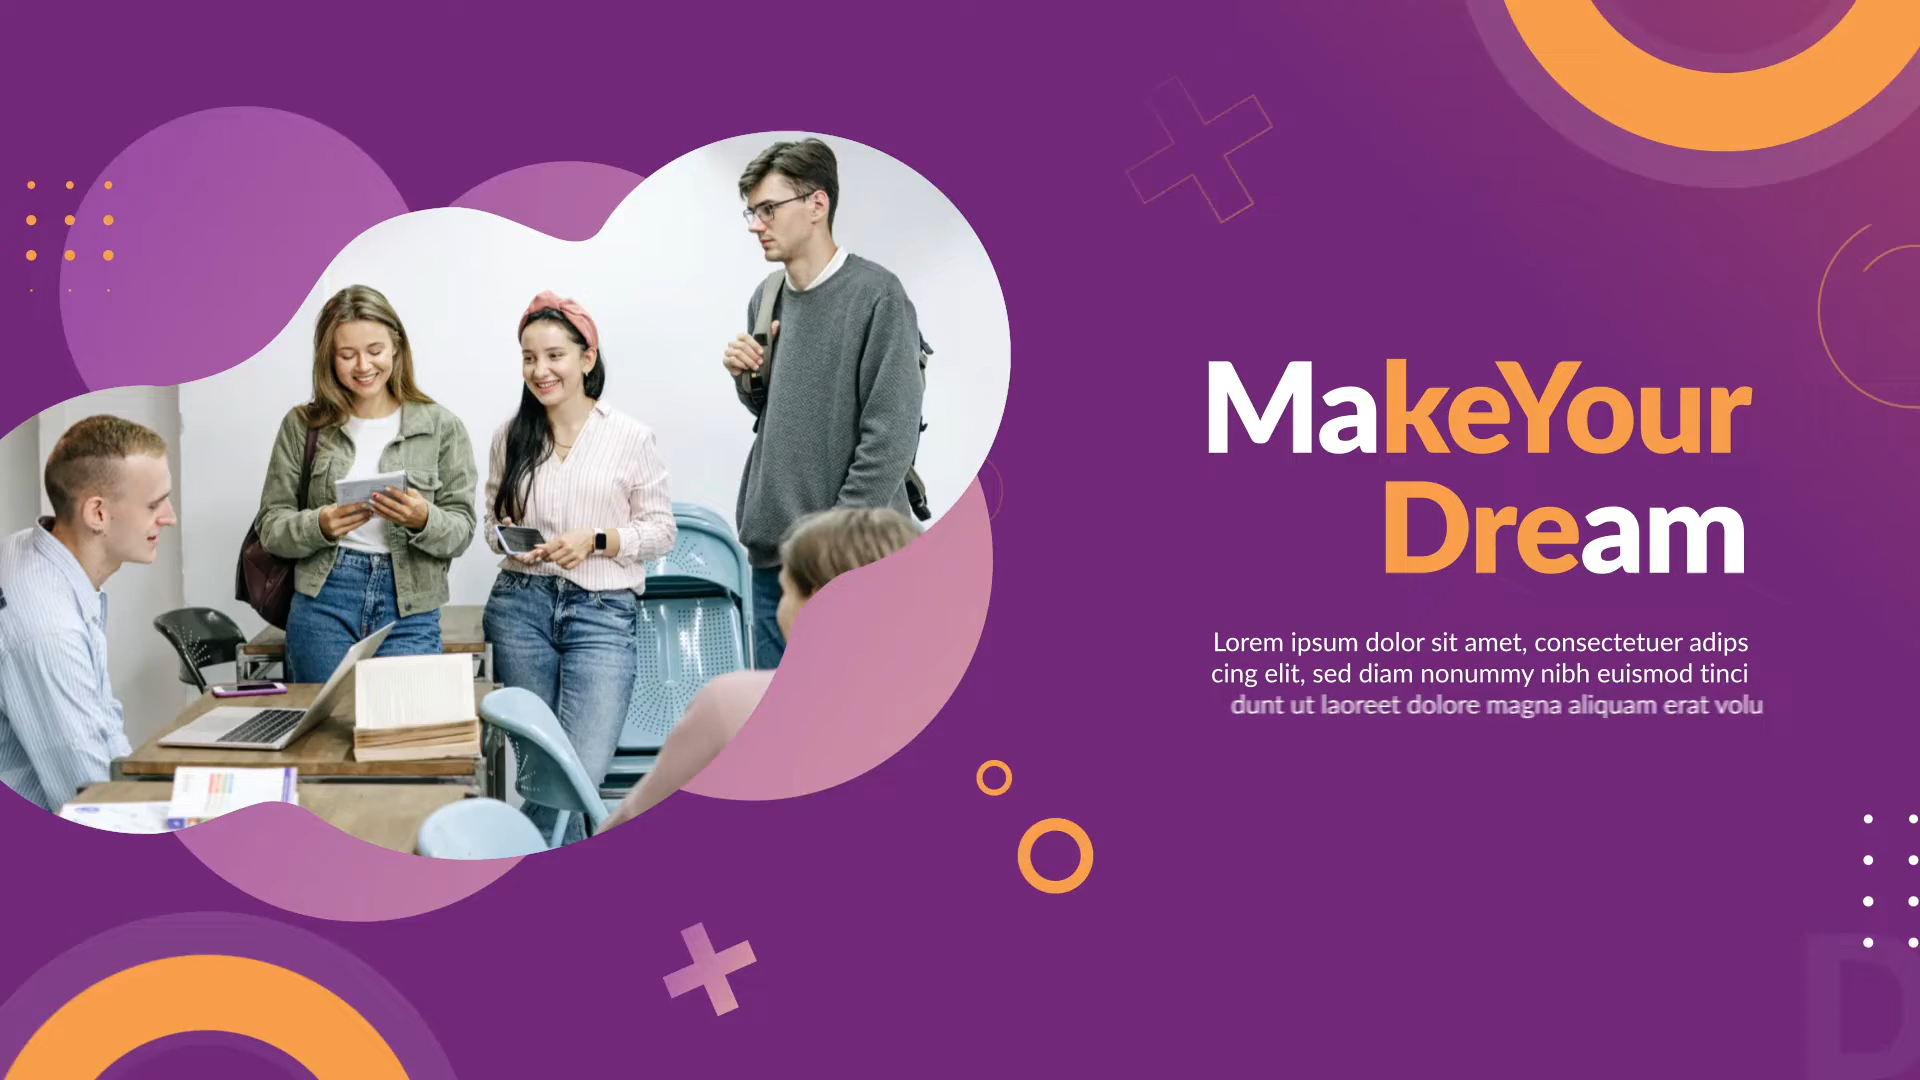 MakeYour
Dream
Lorem ipsum dolor sit amet, consectetuer adips
cing elit, sed diam nonummy nibh euismod tinci
dunt ut laoreet dolore magna aliquam erat volu
D